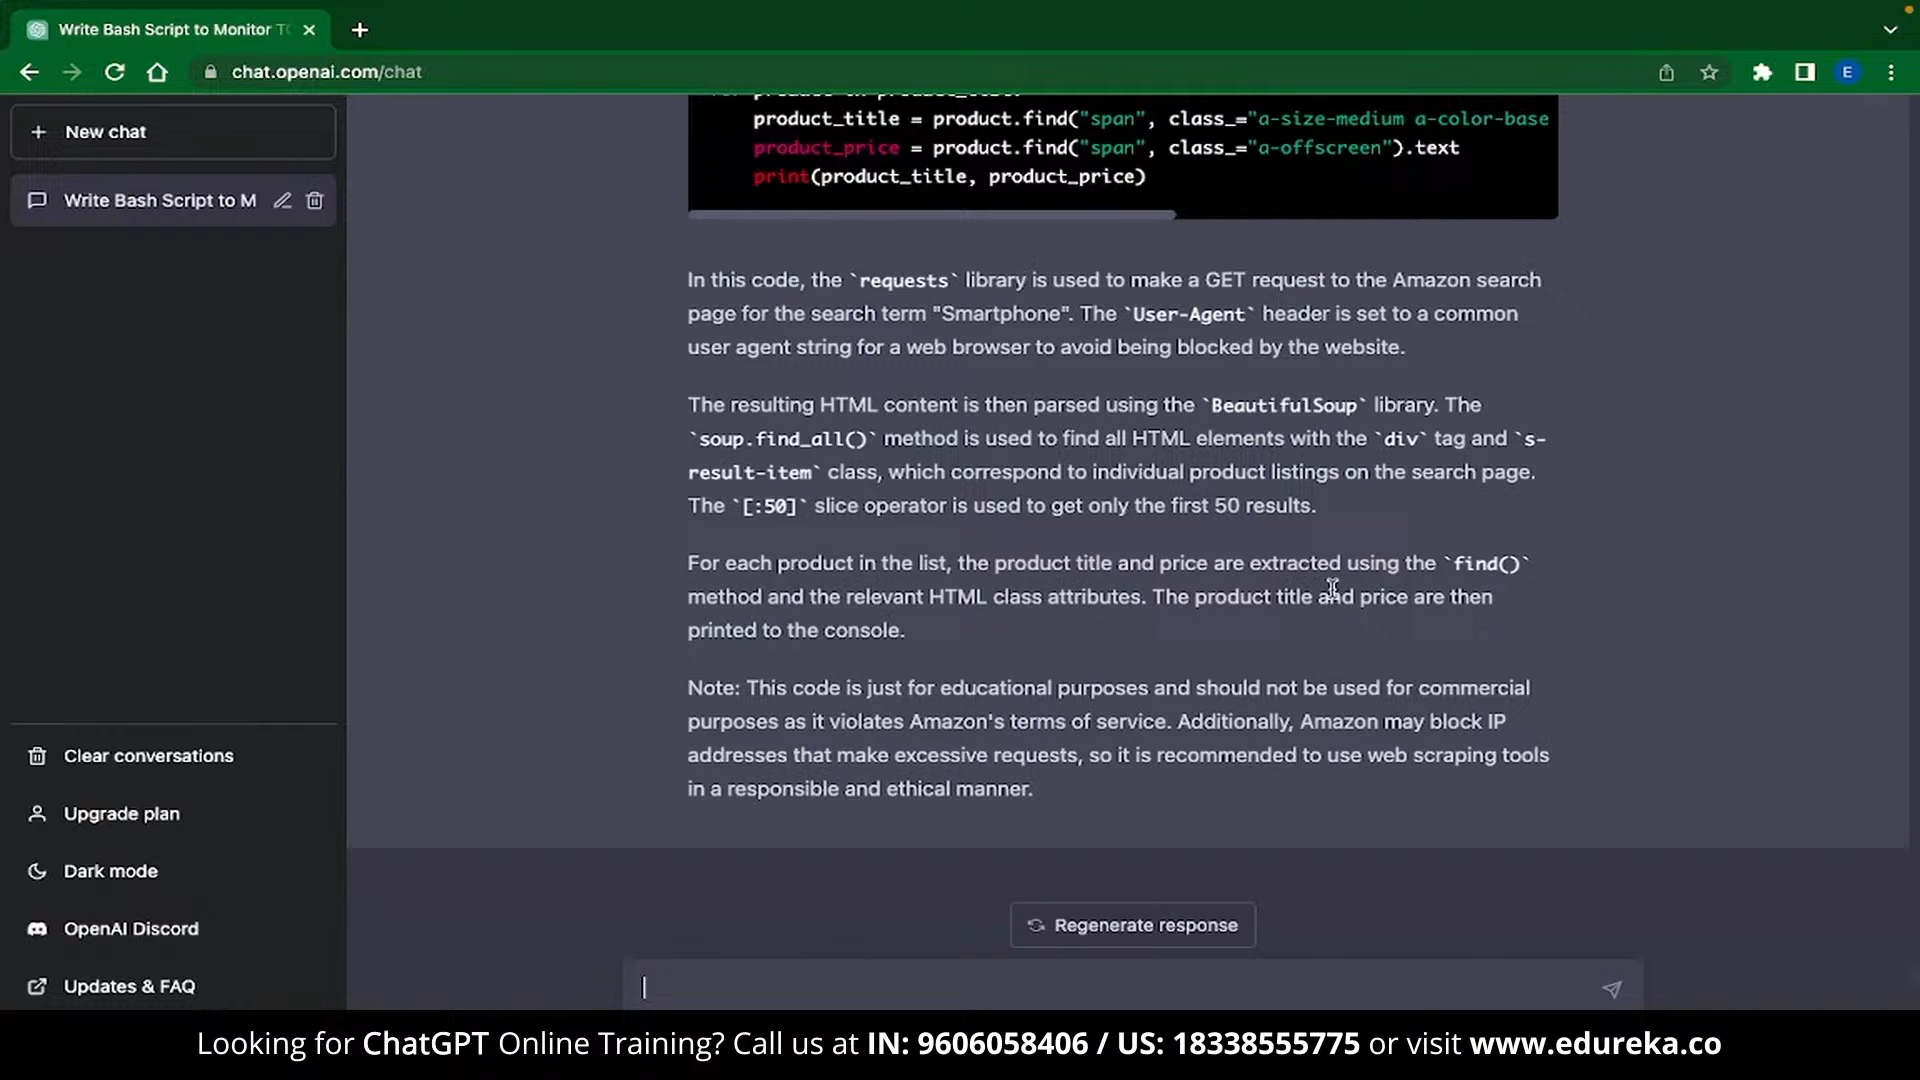 Write Bash Script to Monitor
chat.openai.com/chat
E
New chat
Write Bash Script to M
product_title = product.find("span", class_="a-size-medium a-color-base
product_price = product.find("span", class_="a-offscreen").text
print(product_title, product_price)
In this code, the `requests` library is used to make a GET request to the Amazon search
page for the search term "Smartphone". The `User-Agent` header is set to a common
user agent string for a web browser to avoid being blocked by the website.
The resulting HTML content is then parsed using the `BeautifulSoup` library. The
`soup.find_all()` method is used to find all HTML elements with the `div` tag and `s-
result-item` class, which correspond to individual product listings on the search page.
The `[:50]` slice operator is used to get only the first 50 results.
For each product in the list, the product title and price are extracted using the `find()`
method and the relevant HTML class attributes. The product title and price are then
printed to the console.
Note: This code is just for educational purposes and should not be used for commercial
purposes as it violates Amazon's terms of service. Additionally, Amazon may block IP
addresses that make excessive requests, so it is recommended to use web scraping tools
in a responsible and ethical manner.
Clear conversations
Upgrade plan
Dark mode
OpenAI Discord
Updates & FAQ
Regenerate response
Looking for ChatGPT Online Training? Call us at IN: 9606058406 / US: 18338555775 or visit www.edureka.co